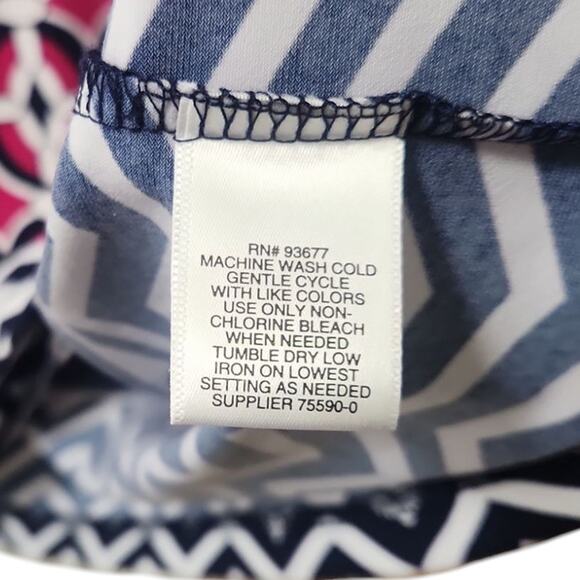 RN# 93677
MACHINE WASH COLD
GENTLE CYCLE
WITH LIKE COLORS
USE ONLY NON-
CHLORINE BLEACH
WHEN NEEDED
TUMBLE DRY LOW
IRON ON LOWEST
SETTING AS NEEDED
SUPPLIER 75590-0